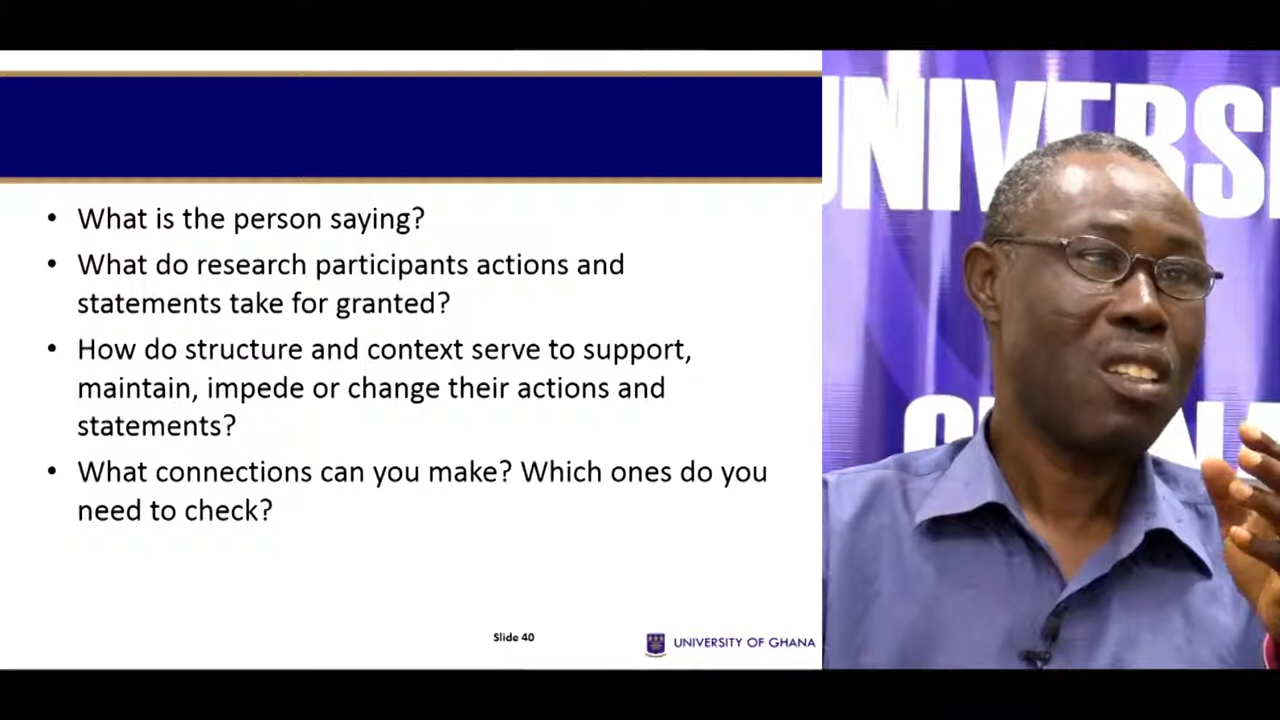 • What is the person saying?
• What do research participants actions and
statements take for granted?
• How do structure and context serve to support,
maintain, impede or change their actions and
statements?
• What connections can you make? Which ones do you
need to check?
Slide 40
UNIVERSITY OF GHANA
UNIVERSI